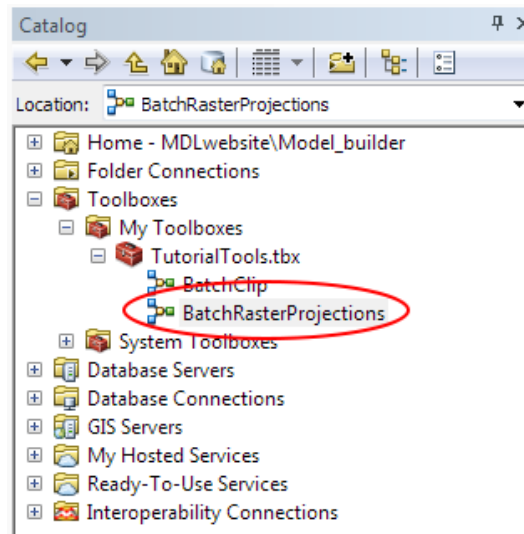 Catalog
Location: BatchRasterProjections
Home - MDLwebsite\Model_builder
Folder Connections
Toolboxes
My Toolboxes
TutorialTools.tbx
BatchClip
BatchRasterProjections
System Toolboxes
Database Servers
Database Connections
GIS Servers
My Hosted Services
Ready-To-Use Services
Interoperability Connections